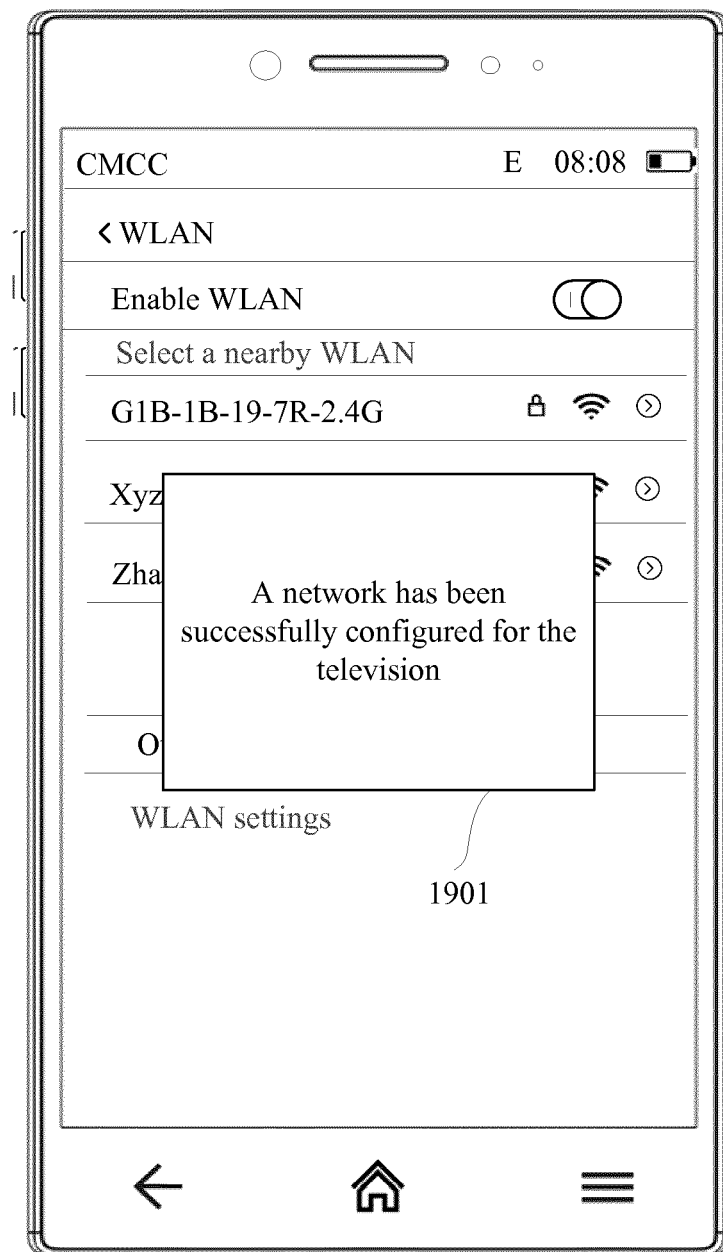 CMCC E 08:08
WLAN
Enable WLAN
Select a nearby WLAN
G1B-1B-19-7R-2.4G
Xyz
Zha
A network has been
successfully configured for the
television
WLAN settings
1901